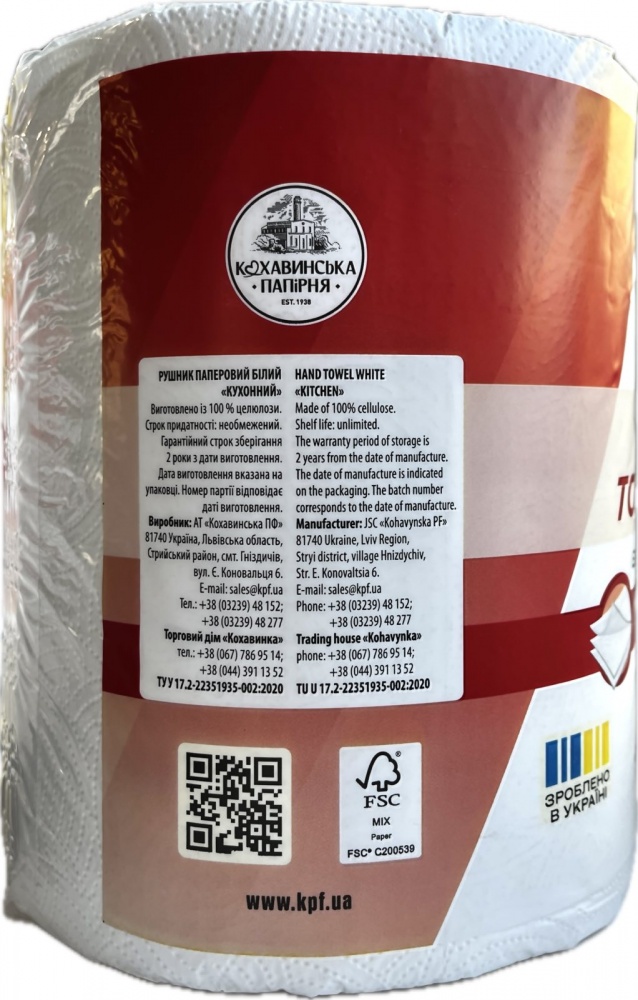 КОХАВИНСЬКА
• ПАПІРНЯ •
EST. 1938
РУШНИК ПАПЕРОВИЙ БІЛИЙ
«КУХОННИЙ»
Виготовлено із 100 % целюлози.
Строк придатності: необмежений.
Гарантійний строк зберігання
2 роки з дати виготовлення.
Дата виготовлення вказана на
упаковці. Номер партії відповідає
даті виготовлення.
Виробник: АТ «Кохавинська ПФ»
81740 Україна, Львівська область,
Стрийський район, смт. Гніздичів,
вул. Є. Коновальця 6.
E-mail: sales@kpf.ua
Тел.: +38 (03239) 48 152;
+38 (03239) 48 277
Торговий дім «Кохавинка»
тел.: +38 (067) 786 95 14;
+38 (044) 391 13 52
ТУ У 17.2-22351935-002:2020
HAND TOWEL WHITE
«KITCHEN»
Made of 100% cellulose.
Shelf life: unlimited.
The warranty period of storage is
2 years from the date of manufacture.
The date of manufacture is indicated
on the packaging. The batch number
corresponds to the date of manufacture.
Manufacturer: JSC «Kohavynska PF»
81740 Ukraine, Lviv Region,
Stryi district, village Hnizdychiv,
Str. E. Konovaltsia 6.
E-mail: sales@kpf.ua
Phone: +38 (03239) 48 152;
+38 (03239) 48 277
Trading house «Kohavynka»
phone: +38 (067) 786 95 14;
+38 (044) 391 13 52
TU U 17.2-22351935-002:2020
FSC
MIX
Paper
FSC® C200539
ЗРОБЛЕНО
В УКРАЇНІ
www.kpf.ua